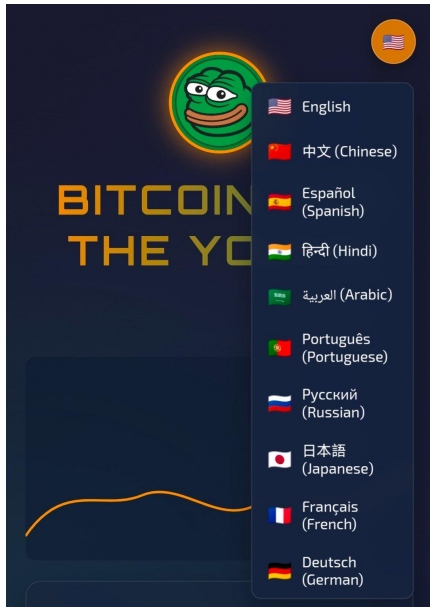 BITCOIN
THE YO
English
中文 (Chinese)
Español
(Spanish)
हिन्दी (Hindi)
العربية (Arabic)
Português
(Portuguese)
Русский
(Russian)
日本語
(Japanese)
Français
(French)
Deutsch
(German)